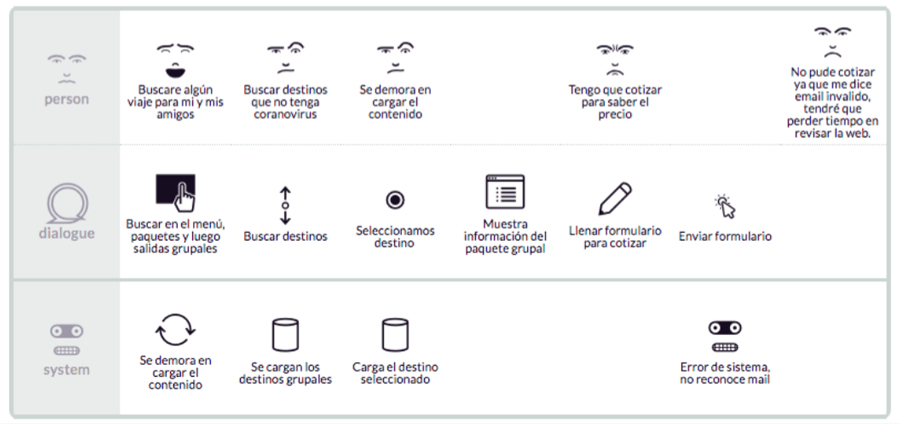 person
Buscare algún
viaje para mi y mis
amigos
Buscar destinos
que no tenga
coranovirus
Se demora en
cargar el
contenido
Tengo que cotizar
para saber el
precio
No pude cotizar
ya que me dice
email invalido,
tendré que
perder tiempo en
revisar la web.
dialogue
Buscar en el menú,
paquetes y luego
salidas grupales
Buscar destinos
Seleccionamos
destino
Muestra
información del
paquete grupal
Llenar formulario
para cotizar
Enviar formulario
system
Se demora en
cargar el
contenido
Se cargan los
destinos grupales
Carga el destino
seleccionado
Error de sistema,
no reconoce mail